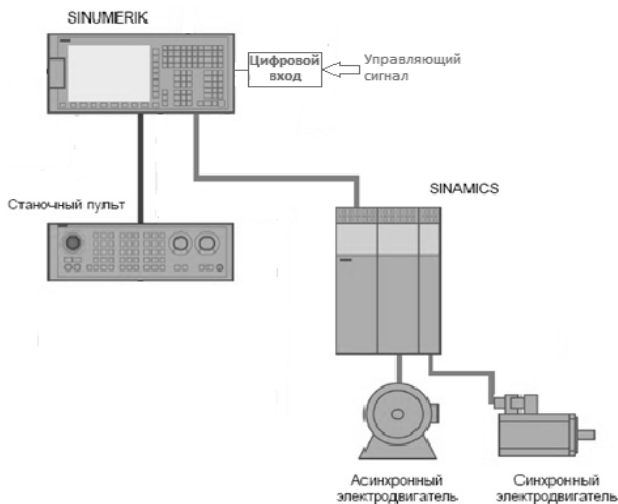 SINUMERIK
Цифровой
вход
Управляющий
сигнал
Станочный пульт
SINAMICS
Асинхронный
электродвигатель
Синхронный
электродвигатель